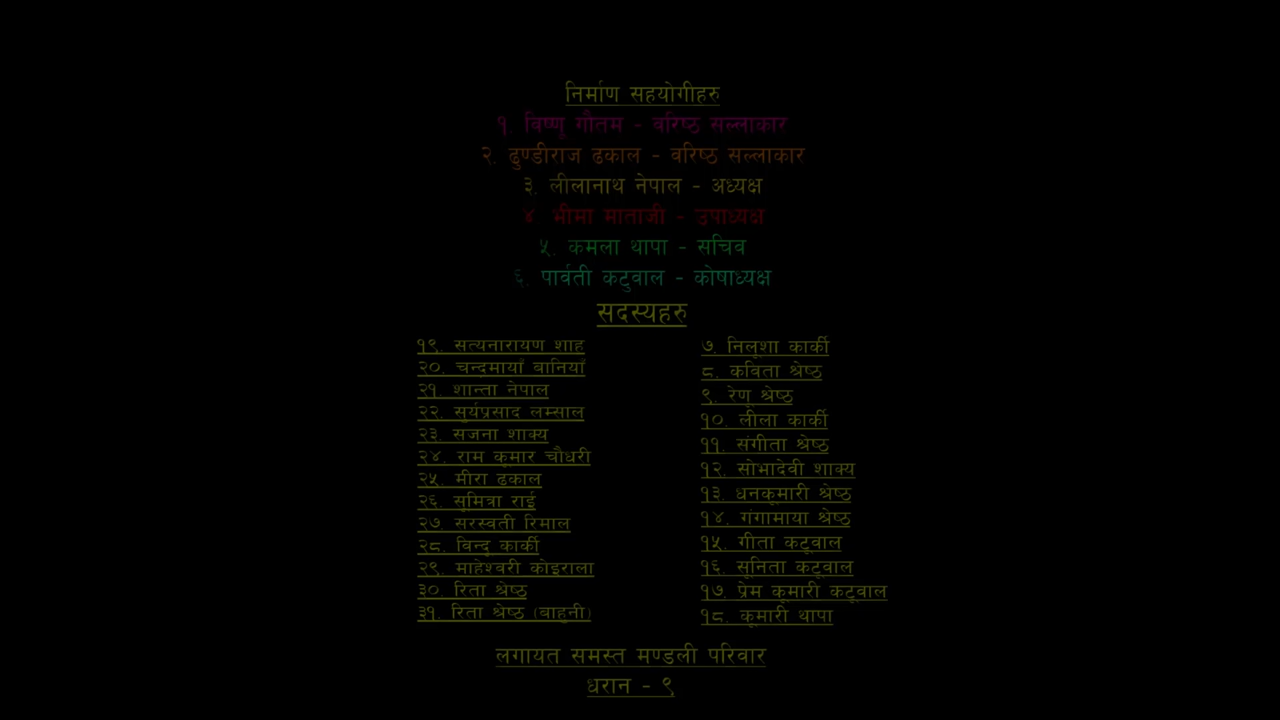 निर्माण सहयोगीहरु
१. विष्णू गौतम - वरिष्ठ सल्लाकार
२. ढुण्डीराज ढकाल - वरिष्ठ सल्लाकार
३. लीलानाथ नेपाल - अध्यक्ष
४. भीमा माताजी - उपाध्यक्ष
५. कमला थापा - सचिव
६. पार्वती कटुवाल - कोषाध्यक्ष
सदस्यहरु
७. निलूशा कार्की
८. कविता श्रेष्ठ
९. रेणू श्रेष्ठ
१०. लीला कार्की
११. संगीता श्रेष्ठ
१२. सोभादेवी शाक्य
१३. धनकूमारी श्रेष्ठ
१४. गंगामाया श्रेष्ठ
१५. गीता कटूवाल
१६. सूनिता कटूवाल
१७. प्रेम कूमारी कटूवाल
१८. कूमारी थापा
१९. सत्यनारायण शाह
२०. चन्द्रमायाँ बानियाँ
२१. शान्ता नेपाल
२२. सुर्यप्रसाद लम्साल
२३. सजना शाक्य
२४. राम कूमार चौधरी
२५. मीरा ढकाल
२६. सुमित्रा राई
२७. सरस्वती रिमाल
२८. विन्दू कार्की
२९. माहेश्वरी कोइराला
३०. रिता श्रेष्ठ
३१. रिता श्रेष्ठ (बाहुनी)
लगायत समस्त मण्डली परिवार
धरान - ९